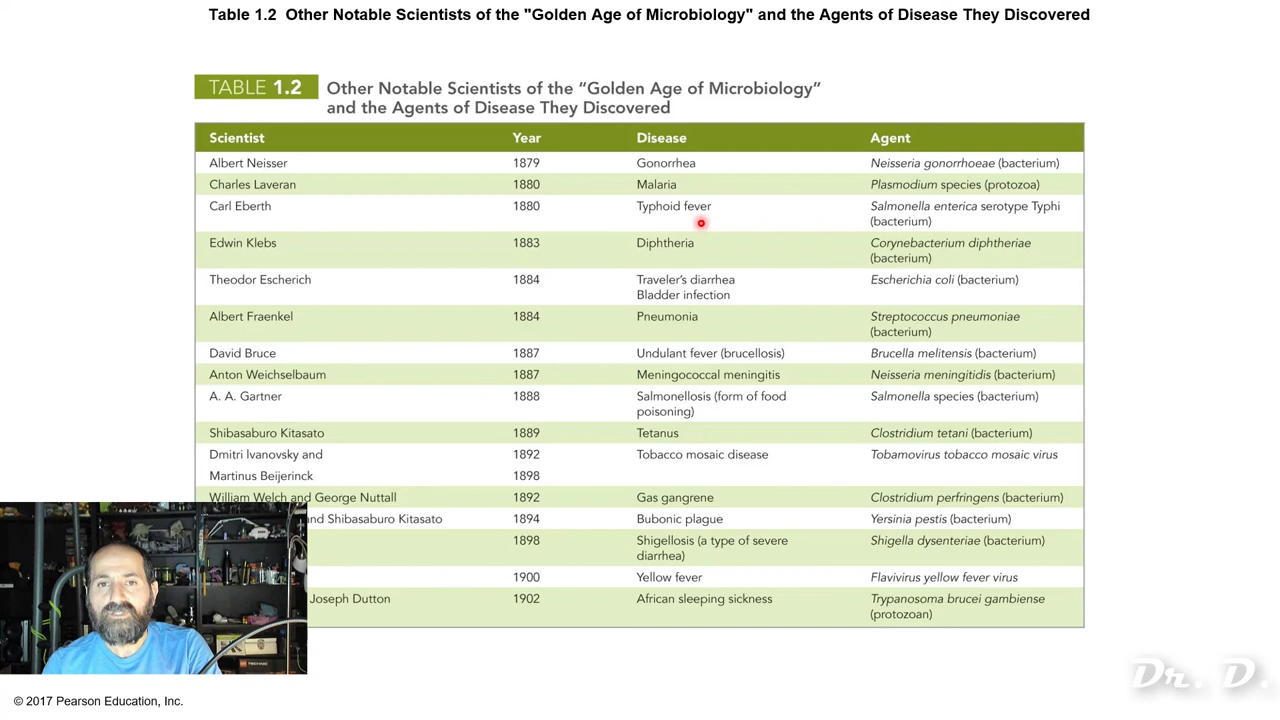 Table 1.2 Other Notable Scientists of the "Golden Age of Microbiology" and the Agents of Disease They Discovered
TABLE 1.2 Other Notable Scientists of the “Golden Age of Microbiology”
and the Agents of Disease They Discovered
Scientist Year Disease Agent
Albert Neisser 1879 Gonorrhea Neisseria gonorrhoeae (bacterium)
Charles Laveran 1880 Malaria Plasmodium species (protozoa)
Carl Eberth 1880 Typhoid fever Salmonella enterica serotype Typhi
(bacterium)
Edwin Klebs 1883 Diphtheria Corynebacterium diphtheriae
(bacterium)
Theodor Escherich 1884 Traveler’s diarrhea Escherichia coli (bacterium)
Bladder infection
Albert Fraenkel 1884 Pneumonia Streptococcus pneumoniae
(bacterium)
David Bruce 1887 Undulant fever (brucellosis) Brucella melitensis (bacterium)
Anton Weichselbaum 1887 Meningococcal meningitis Neisseria meningitidis (bacterium)
A. A. Gartner 1888 Salmonellosis (form of food Salmonella species (bacterium)
poisoning)
Shibasaburo Kitasato 1889 Tetanus Clostridium tetani (bacterium)
Dmitri Ivanovsky and 1892 Tobacco mosaic disease Tobamovirus tobacco mosaic virus
Martinus Beijerinck 1898
William Welch and George Nuttall 1892 Gas gangrene Clostridium perfringens (bacterium)
and Shibasaburo Kitasato 1894 Bubonic plague Yersinia pestis (bacterium)
1898 Shigellosis (a type of severe Shigella dysenteriae (bacterium)
diarrhea)
1900 Yellow fever Flavivirus yellow fever virus
Joseph Dutton 1902 African sleeping sickness Trypanosoma brucei gambiense
(protozoan)
Dr. D.
© 2017 Pearson Education, Inc.